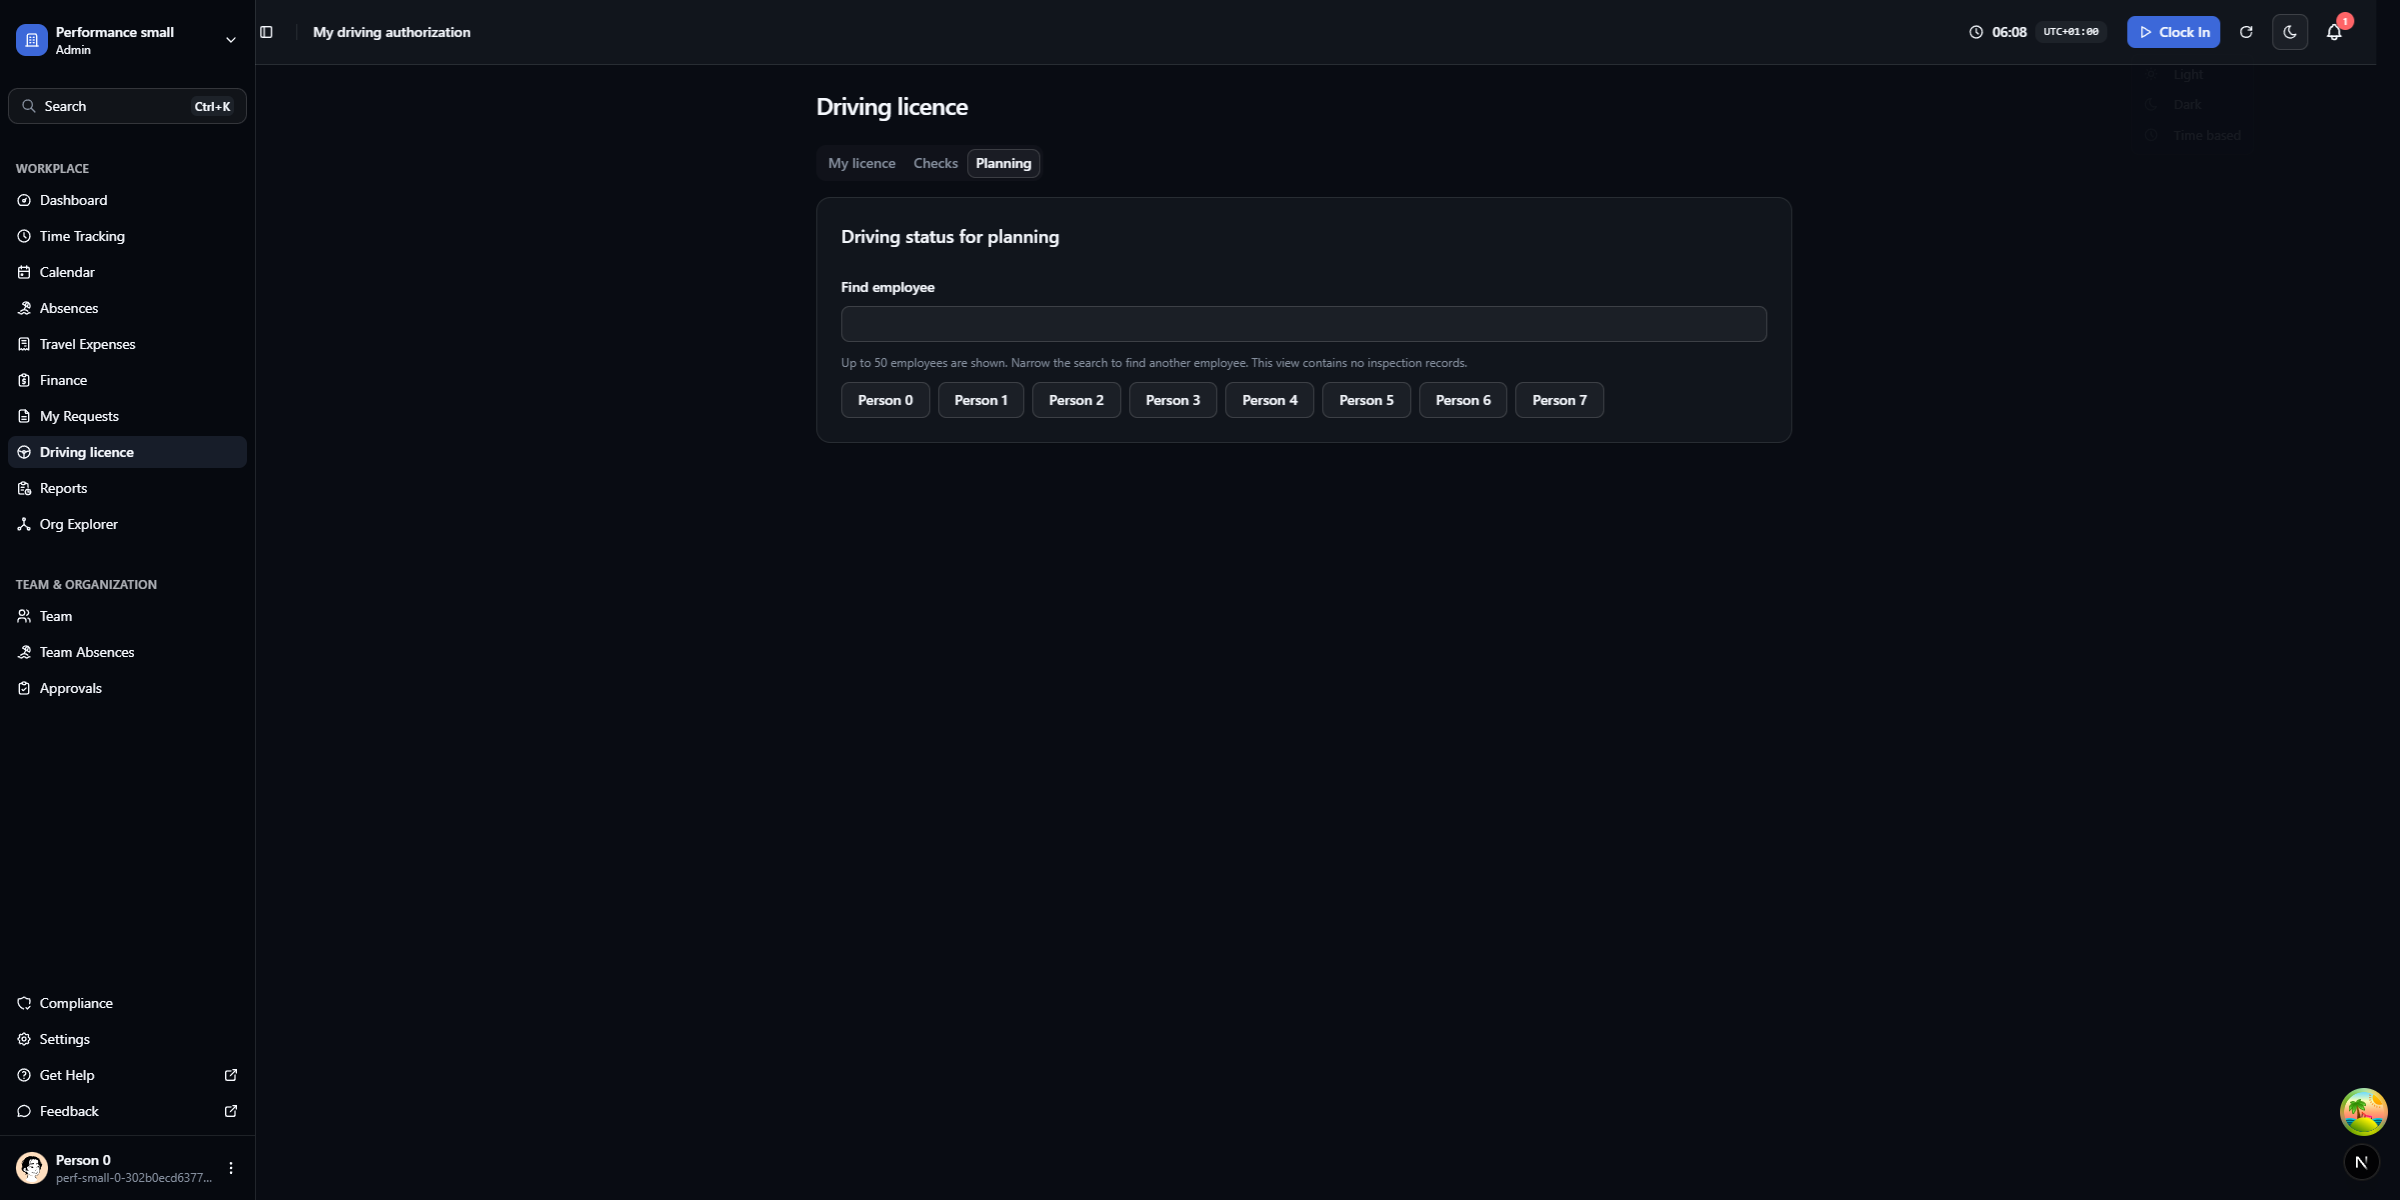 Performance small
Admin
My driving authorization
06:08
UTC+01:00
Clock In
1
Search
Ctrl+K
Light
Dark
Time based
Driving licence
My licence
Checks
Planning
WORKPLACE
Dashboard
Time Tracking
Calendar
Absences
Travel Expenses
Finance
My Requests
Driving licence
Reports
Org Explorer
Driving status for planning
Find employee
Up to 50 employees are shown. Narrow the search to find another employee. This view contains no inspection records.
Person 0
Person 1
Person 2
Person 3
Person 4
Person 5
Person 6
Person 7
TEAM & ORGANIZATION
Team
Team Absences
Approvals
Compliance
Settings
Get Help
Feedback
Person 0
perf-small-0-302b0ecd6377...
N